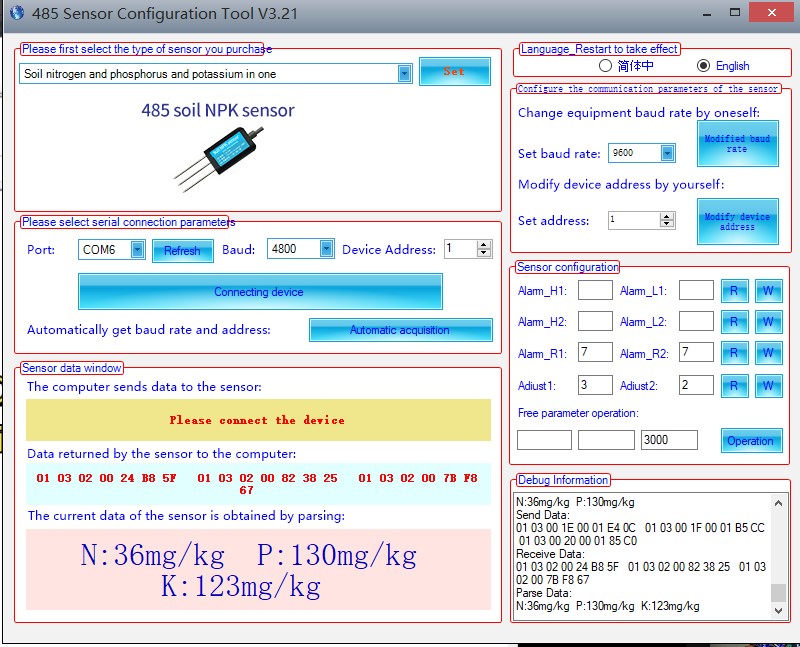 485 Sensor Configuration Tool V3.21
Please first select the type of sensor you purchase
Soil nitrogen and phosphorus and potassium in one
Set
485 soil NPK sensor
Please select serial connection parameters
Port: COM6 Refresh Baud: 4800 Device Address: 1
Connecting device
Automatically get baud rate and address: Automatic acquisition
Sensor data window
The computer sends data to the sensor:
Please connect the device
Data returned by the sensor to the computer:
01 03 02 00 24 B8 5F 01 03 02 00 82 38 25 01 03 02 00 7B F8
67
The current data of the sensor is obtained by parsing:
N:36mg/kg P:130mg/kg
K:123mg/kg
Language_Restart to take effect
简体中 English
Configure the communication parameters of the sensor
Change equipment baud rate by oneself:
Set baud rate: 9600
Modified baud
rate
Modify device address by yourself:
Set address: 1
Modify device
address
Sensor configuration
Alarm_H1: Alarm_L1: R W
Alarm_H2: Alarm_L2: R W
Alarm_R1: 7 Alarm_R2: 7 R W
Adiust1: 3 Adiust2: 2 R W
Free parameter operation:
3000 Operation
Debug Information
N:36mg/kg P:130mg/kg
Send Data:
01 03 00 1E 00 01 E4 0C 01 03 00 1F 00 01 B5 CC
01 03 00 20 00 01 85 C0
Receive Data:
01 03 02 00 24 B8 5F 01 03 02 00 82 38 25 01 03
02 00 7B F8 67
Parse Data:
N:36mg/kg P:130mg/kg K:123mg/kg